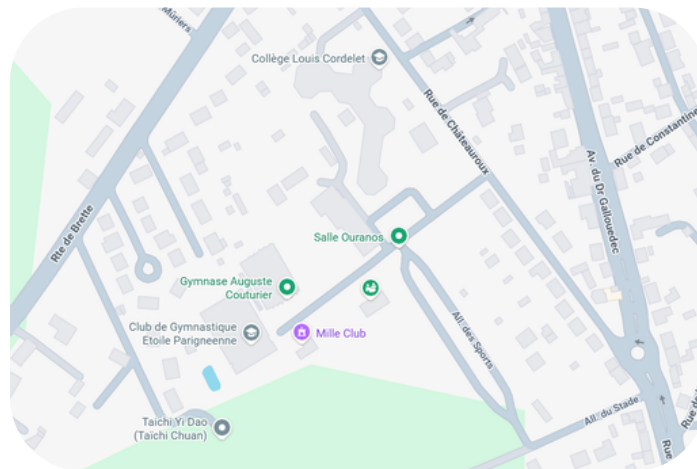 Mûriers
Collège Louis Cordelet
Rue de Châteauroux
Rue de Constantine
Av. du Dr Gallouedec
Rte de Brette
Salle Ouranos
Gymnase Auguste
Couturier
Club de Gymnastique
Etoile Parigneenne
Mille Club
All. des Sports
Taichi Yi Dao
(Taichi Chuan)
All. du Stade
Rue